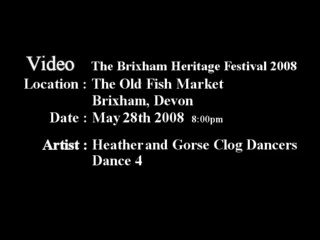 Video The Brixham Heritage Festival 2008
Location : The Old Fish Market
Brixham, Devon
Date : May 28th 2008 8:00pm
Artist : Heather and Gorse Clog Dancers
Dance 4